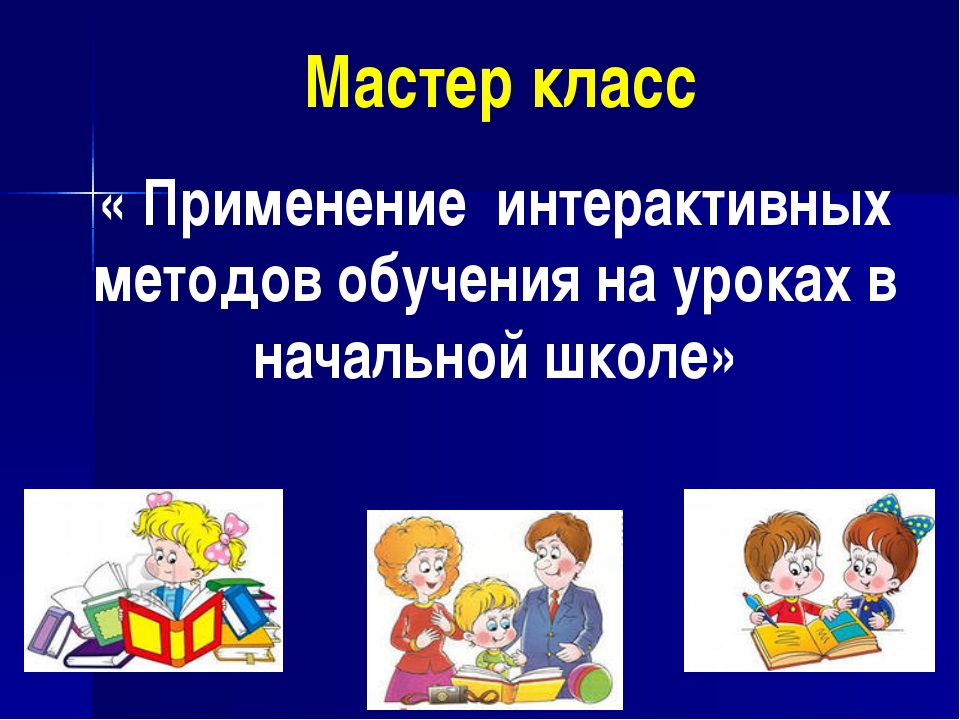 Мастер класс
« Применение интерактивных
методов обучения на уроках в
начальной школе»